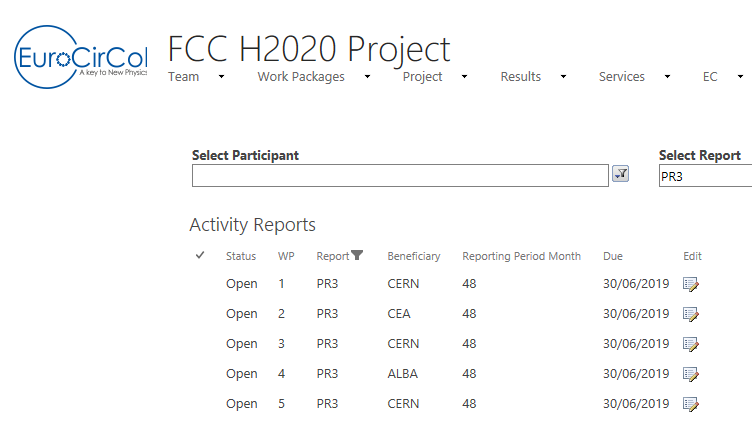 EuroCirCol
A key to New Physics
FCC H2020 Project
Team Work Packages Project Results Services EC
Select Participant Select Report
PR3
Activity Reports
Status WP Report Beneficiary Reporting Period Month Due Edit
Open 1 PR3 CERN 48 30/06/2019
Open 2 PR3 CEA 48 30/06/2019
Open 3 PR3 CERN 48 30/06/2019
Open 4 PR3 ALBA 48 30/06/2019
Open 5 PR3 CERN 48 30/06/2019